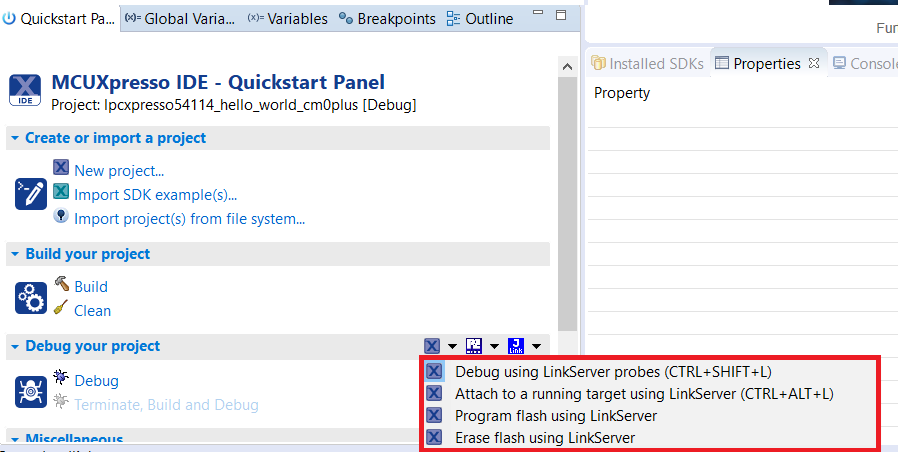 Quickstart Pa... (x)= Global Varia... (x)= Variables Breakpoints Outline
Fur
Installed SDKs Properties Console
Property
IDE
MCUXpresso IDE - Quickstart Panel
Project: lpcxpresso54114_hello_world_cm0plus [Debug]
Create or import a project
New project...
Import SDK example(s)...
Import project(s) from file system...
Build your project
Build
Clean
Debug your project
PE
J Link
Debug
Terminate, Build and Debug
Debug using LinkServer probes (CTRL+SHIFT+L)
Attach to a running target using LinkServer (CTRL+ALT+L)
Program flash using LinkServer
Erase flash using LinkServer
Miscellaneous